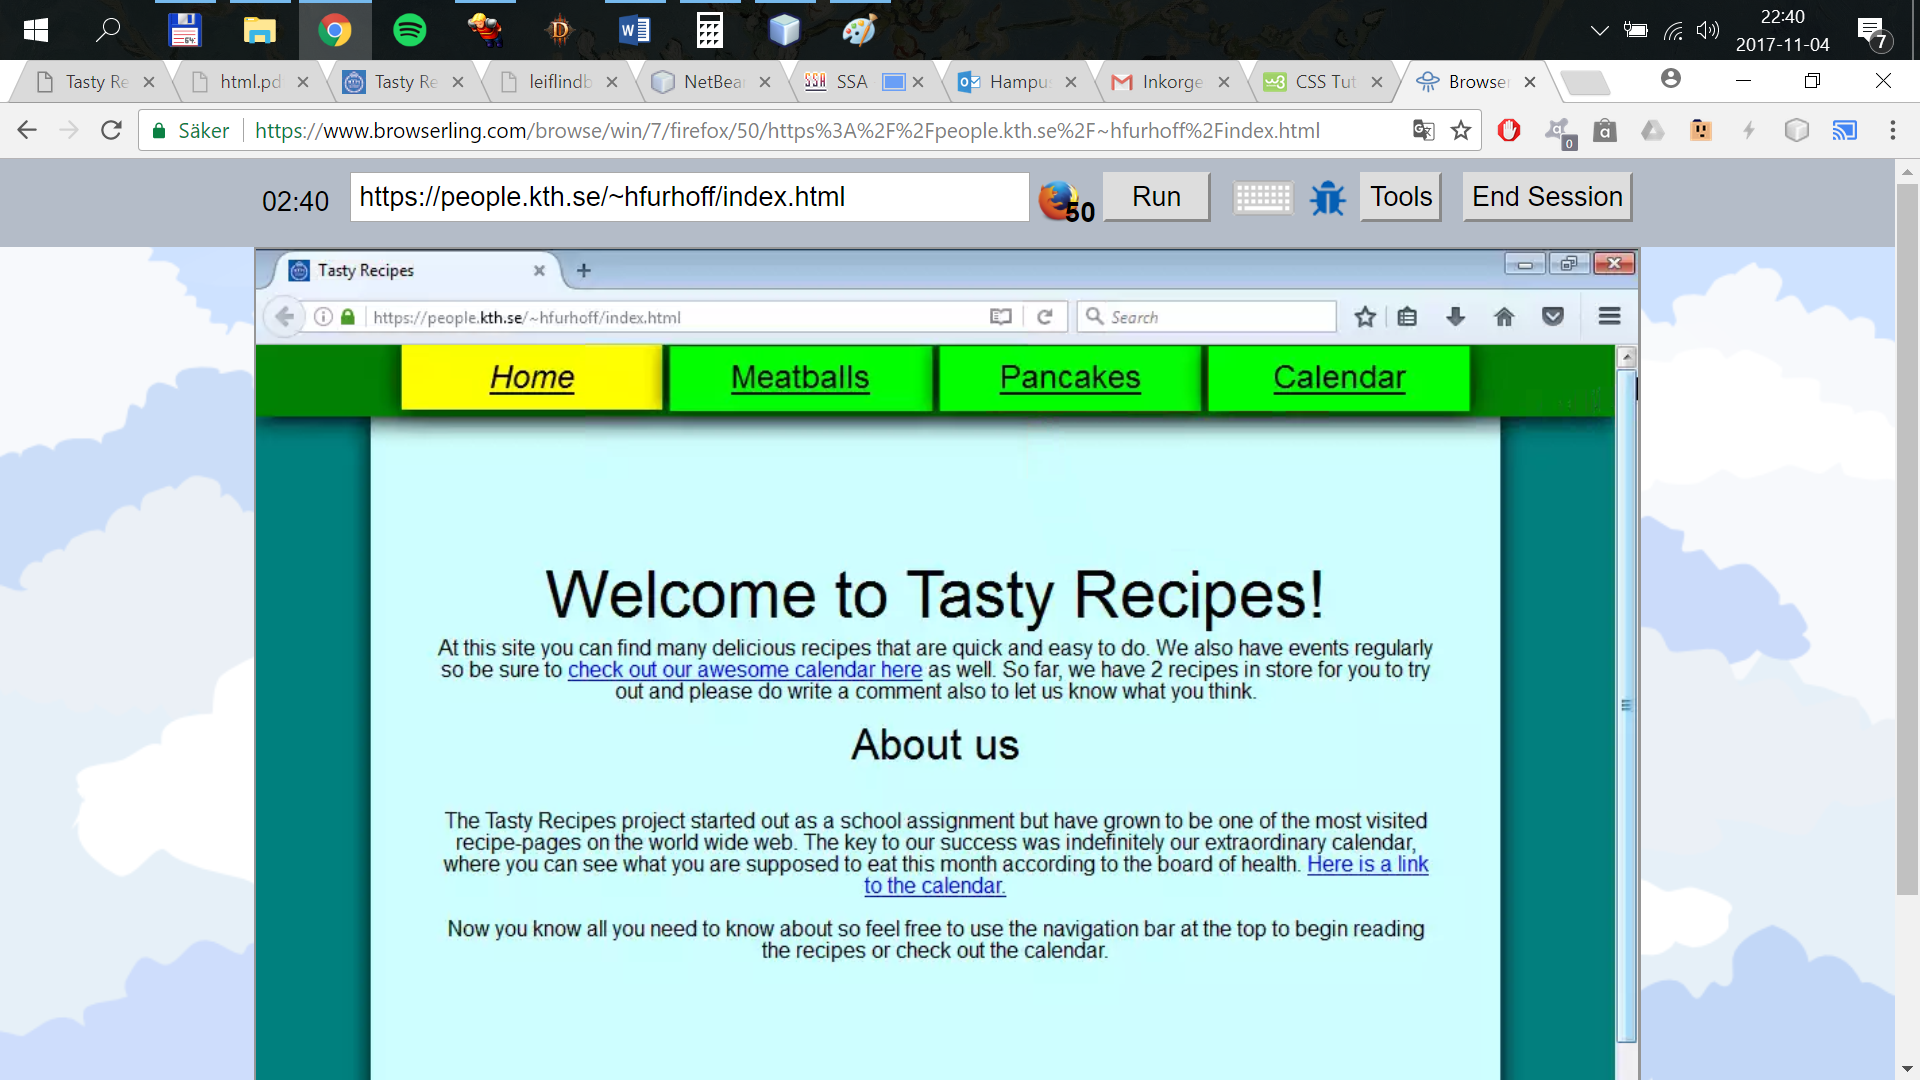 22:40
2017-11-04
7
Tasty Re
html.pd
Tasty Re
leiflindb
NetBea
SSA SSA
Hampu
Inkorge
CSS Tut
Browser
Säker https://www.browserling.com/browse/win/7/firefox/50/https%3A%2F%2Fpeople.kth.se%2F~hfurhoff%2Findex.html
0
02:40 https://people.kth.se/~hfurhoff/index.html 50 Run Tools End Session
Tasty Recipes
https://people.kth.se/~hfurhoff/index.html Search
Home Meatballs Pancakes Calendar
Welcome to Tasty Recipes!
At this site you can find many delicious recipes that are quick and easy to do. We also have events regularly
so be sure to check out our awesome calendar here as well. So far, we have 2 recipes in store for you to try
out and please do write a comment also to let us know what you think.
About us
The Tasty Recipes project started out as a school assignment but have grown to be one of the most visited
recipe-pages on the world wide web. The key to our success was indefinitely our extraordinary calendar,
where you can see what you are supposed to eat this month according to the board of health. Here is a link
to the calendar.
Now you know all you need to know about so feel free to use the navigation bar at the top to begin reading
the recipes or check out the calendar.